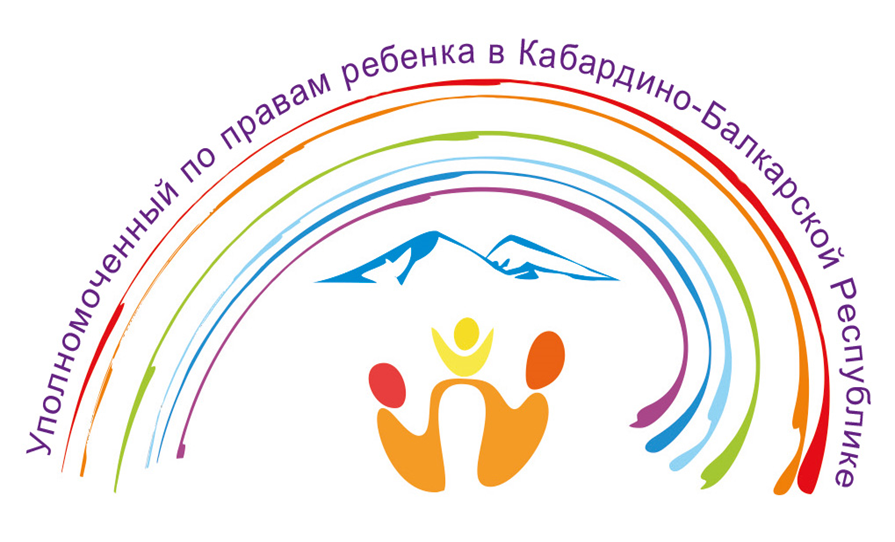 Уполномоченный по правам ребенка в Кабардино-Балкарской Республике